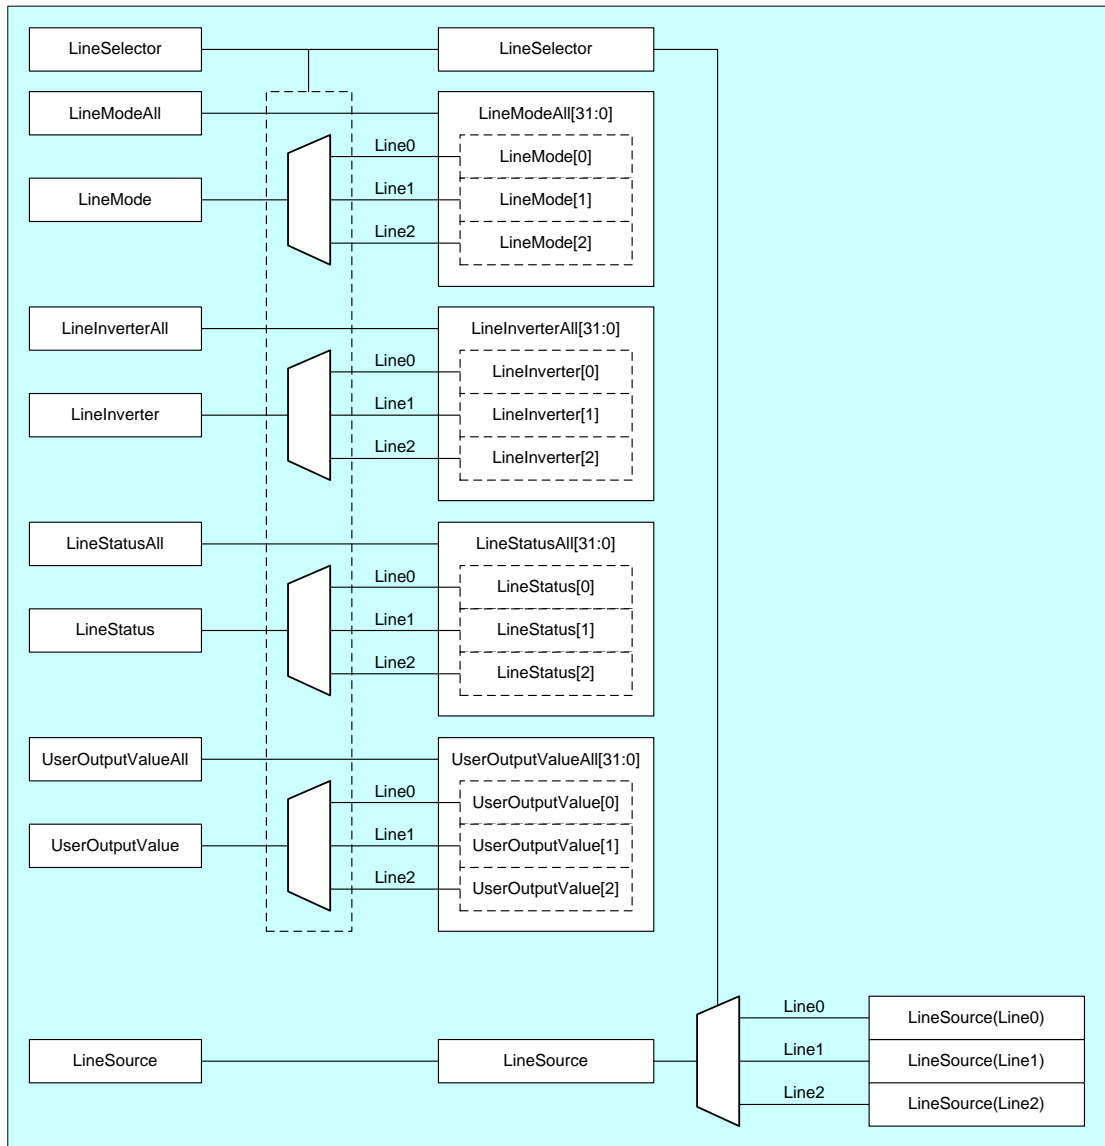 LineSelector LineSelector
LineModeAll LineModeAll[31:0]
Line0 LineMode[0]
LineMode Line1 LineMode[1]
Line2 LineMode[2]
LineInverterAll LineInverterAll[31:0]
Line0 LineInverter[0]
LineInverter Line1 LineInverter[1]
Line2 LineInverter[2]
LineStatusAll LineStatusAll[31:0]
Line0 LineStatus[0]
LineStatus Line1 LineStatus[1]
Line2 LineStatus[2]
UserOutputValueAll UserOutputValueAll[31:0]
Line0 UserOutputValue[0]
UserOutputValue Line1 UserOutputValue[1]
Line2 UserOutputValue[2]
Line0 LineSource(Line0)
LineSource LineSource Line1 LineSource(Line1)
Line2 LineSource(Line2)